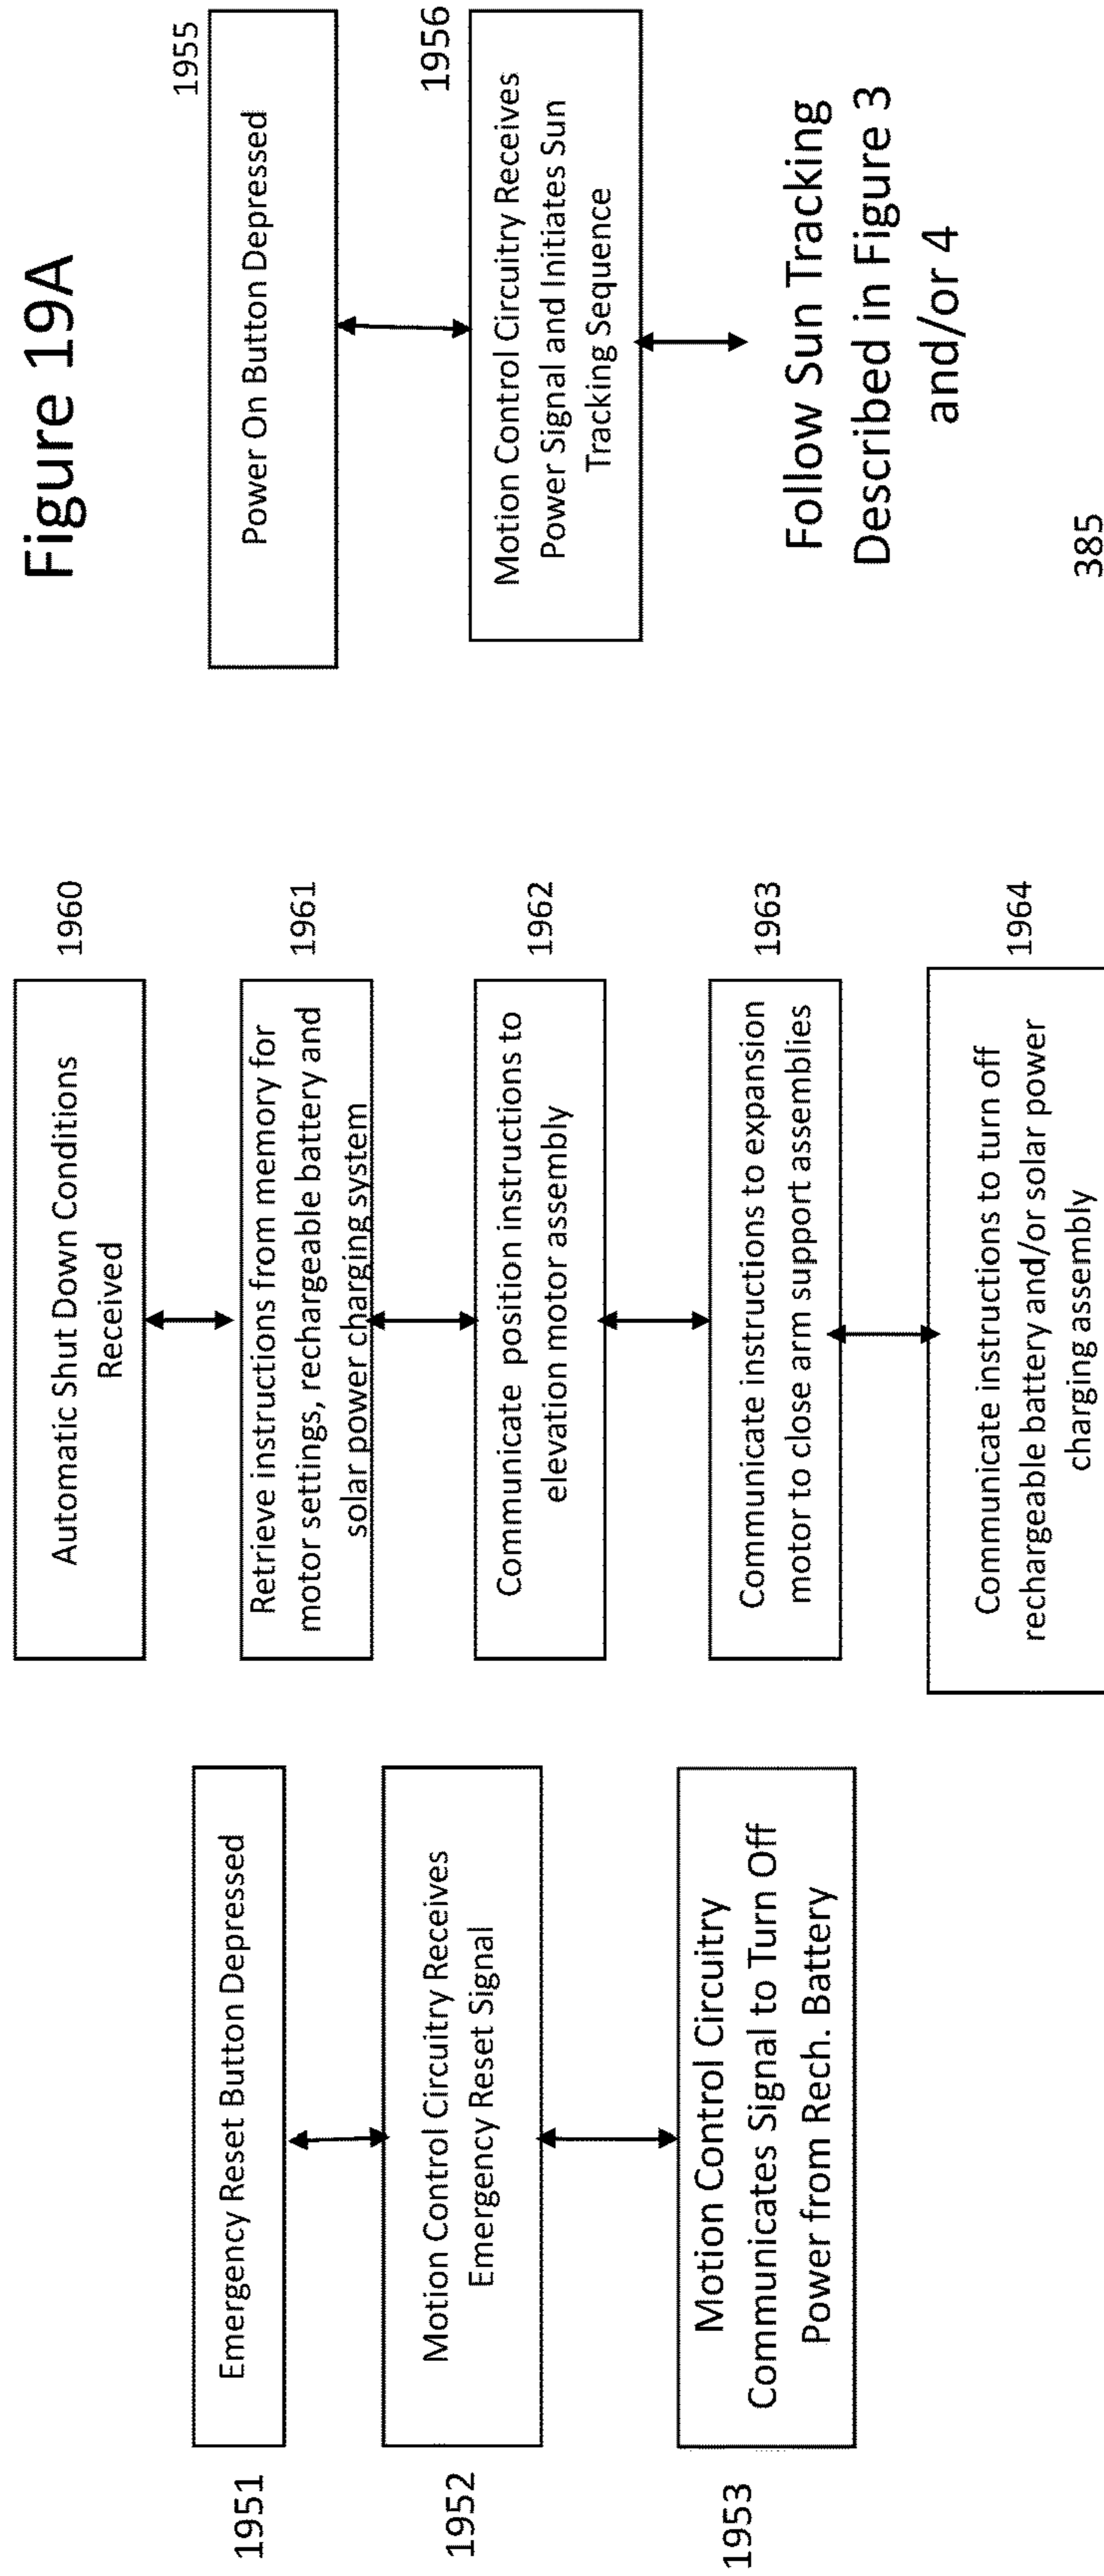 Figure 19A
1951
Emergency Reset Button Depressed
1952
Motion Control Circuitry Receives
Emergency Reset Signal
1953
Motion Control Circuitry
Communicates Signal to Turn Off
Power from Rech. Battery
Automatic Shut Down Conditions
Received
1960
Retrieve instructions from memory for
motor settings, rechargeable battery and
solar power charging system
1961
Communicate position instructions to
elevation motor assembly
1962
Communicate instructions to expansion
motor to close arm support assemblies
1963
Communicate instructions to turn off
rechargeable battery and/or solar power
charging assembly
1964
1955
Power On Button Depressed
1956
Motion Control Circuitry Receives
Power Signal and Initiates Sun
Tracking Sequence
Follow Sun Tracking
Described in Figure 3
and/or 4
385